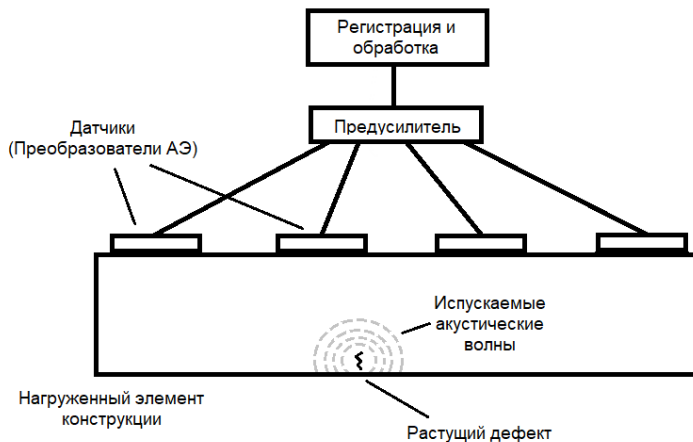 Регистрация и
обработка
Предусилитель
Датчики
(Преобразователи АЭ)
Испускаемые
акустические
волны
Нагруженный элемент
конструкции
Растущий дефект